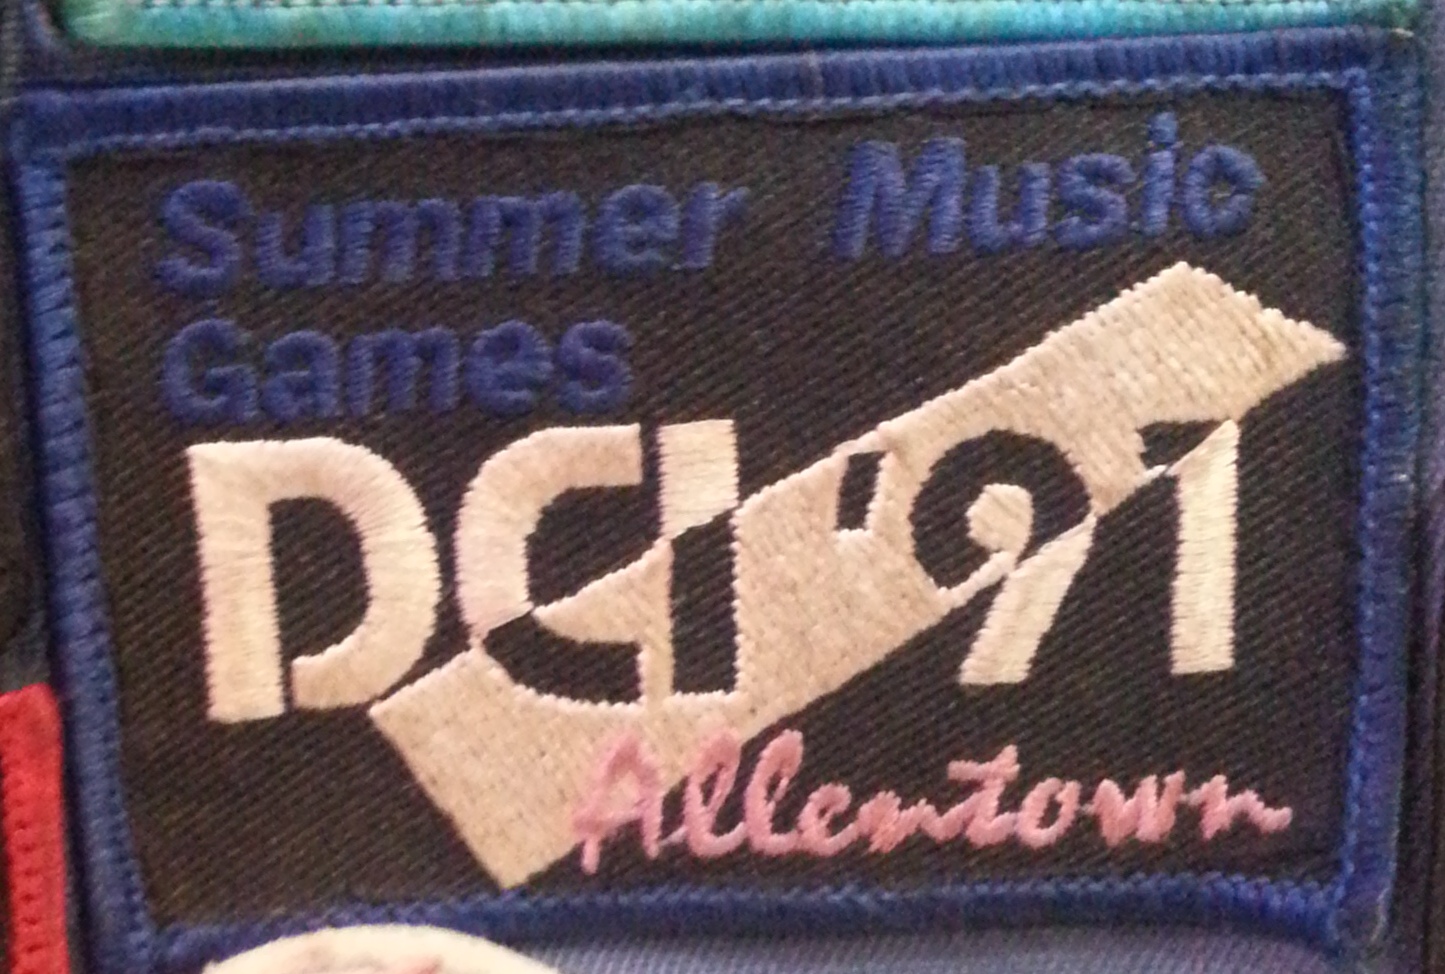 Summer Music
Games
DCI '91
Allentown